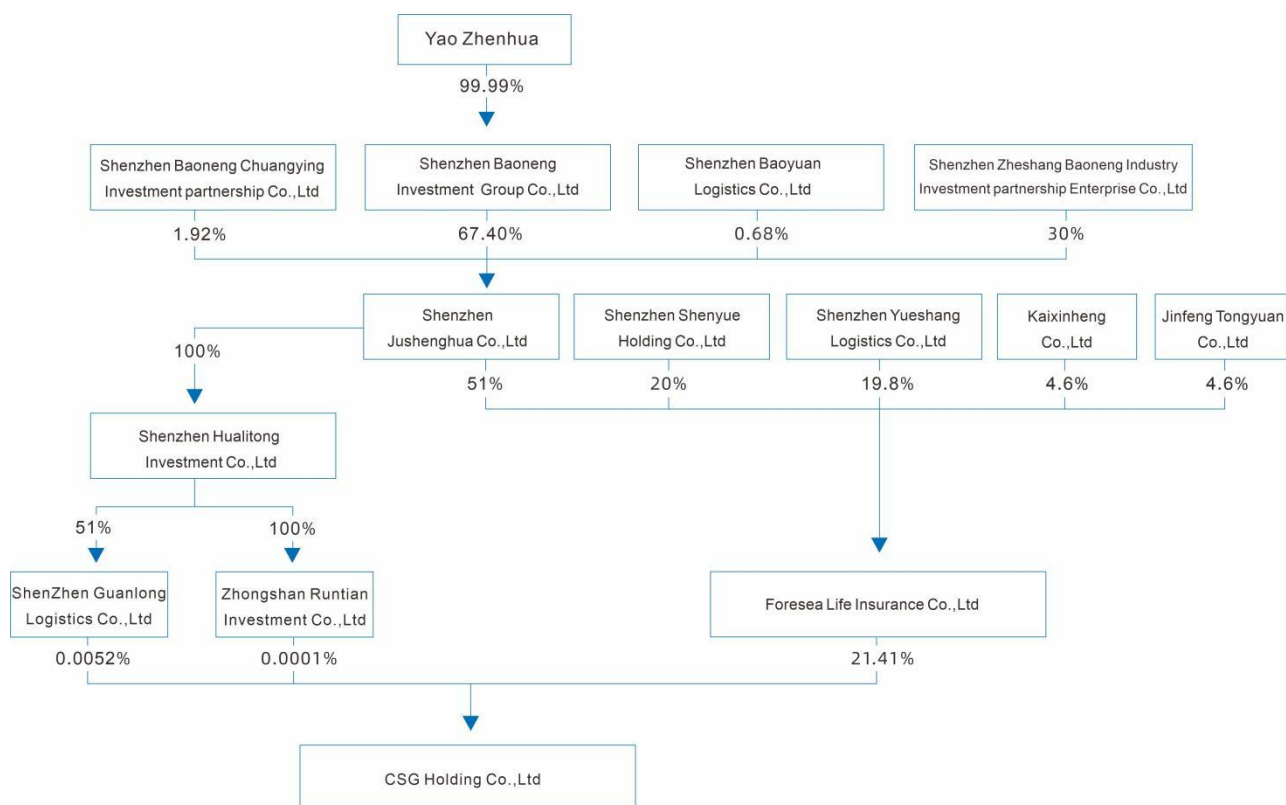 Yao Zhenhua
99.99%
Shenzhen Baoneng Chuangying
Investment partnership Co.,Ltd
Shenzhen Baoneng
Investment Group Co.,Ltd
Shenzhen Baoyuan
Logistics Co.,Ltd
Shenzhen Zheshang Baoneng Industry
Investment partnership Enterprise Co.,Ltd
1.92%
67.40%
0.68%
30%
Shenzhen
Jushenghua Co.,Ltd
Shenzhen Shenyue
Holding Co.,Ltd
Shenzhen Yueshang
Logistics Co.,Ltd
Kaixinheng
Co.,Ltd
Jinfeng Tongyuan
Co.,Ltd
100%
51%
20%
19.8%
4.6%
4.6%
Shenzhen Hualitong
Investment Co.,Ltd
51%
100%
ShenZhen Guanlong
Logistics Co.,Ltd
Zhongshan Runtian
Investment Co.,Ltd
Foresea Life Insurance Co.,Ltd
0.0052%
0.0001%
21.41%
CSG Holding Co.,Ltd